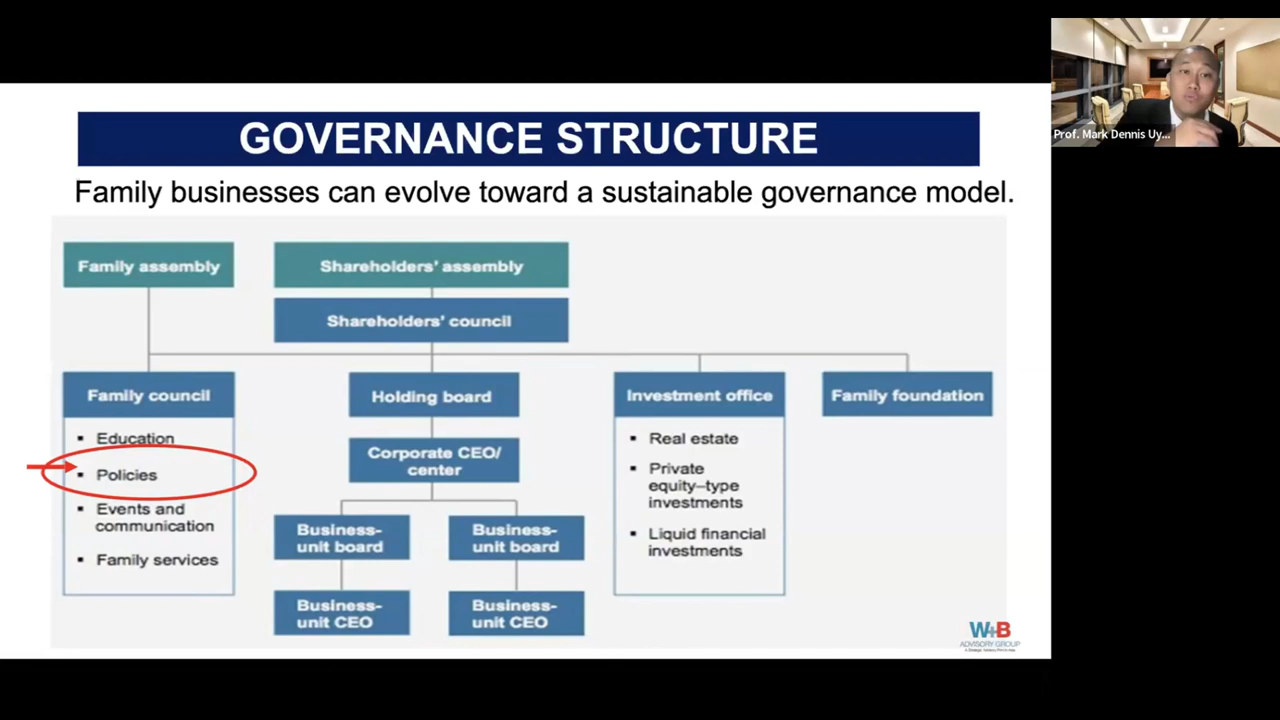 Prof. Mark Dennis Uy...
GOVERNANCE STRUCTURE
Family businesses can evolve toward a sustainable governance model.
Family assembly
Shareholders' assembly
Shareholders' council
Family council
▪ Education
▪ Policies
▪ Events and
communication
▪ Family services
Holding board
Corporate CEO/
center
Business-
unit board
Business-
unit board
Business-
unit CEO
Business-
unit CEO
Investment office
▪ Real estate
▪ Private
equity–type
investments
▪ Liquid financial
investments
Family foundation
W+B
ADVISORY GROUP